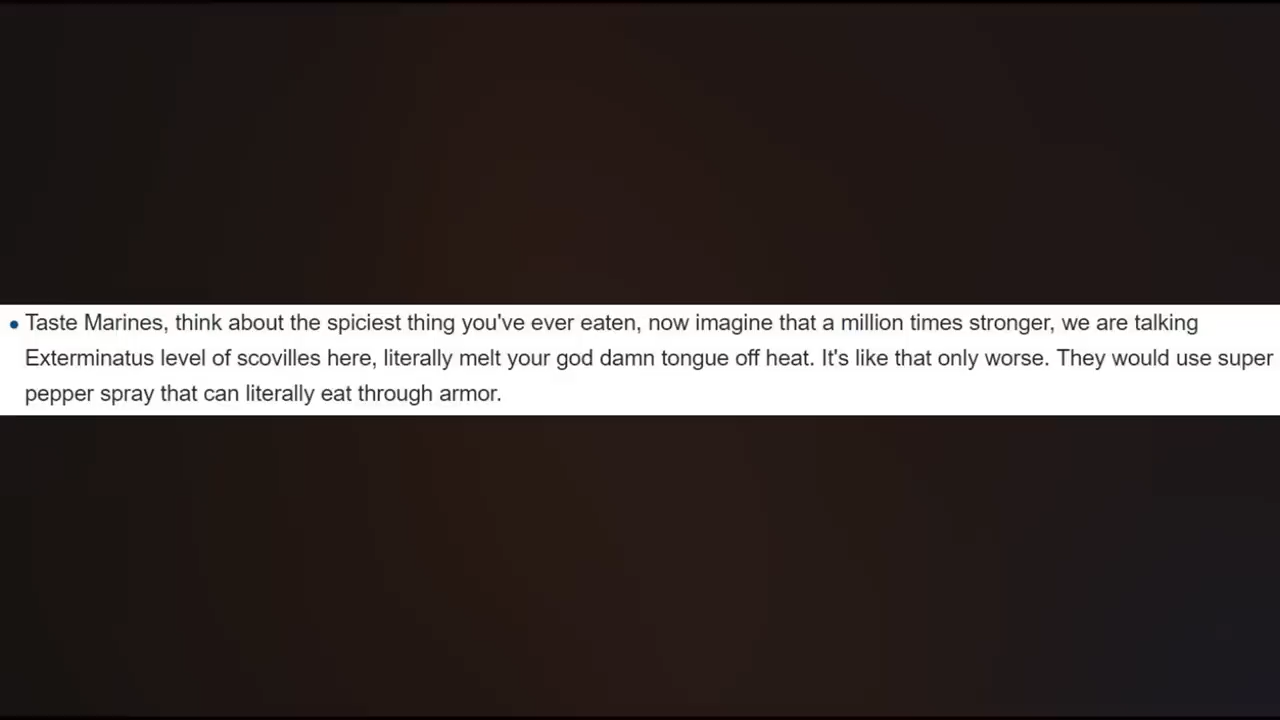 • Taste Marines, think about the spiciest thing you've ever eaten, now imagine that a million times stronger, we are talking
Exterminatus level of scovilles here, literally melt your god damn tongue off heat. It's like that only worse. They would use super
pepper spray that can literally eat through armor.